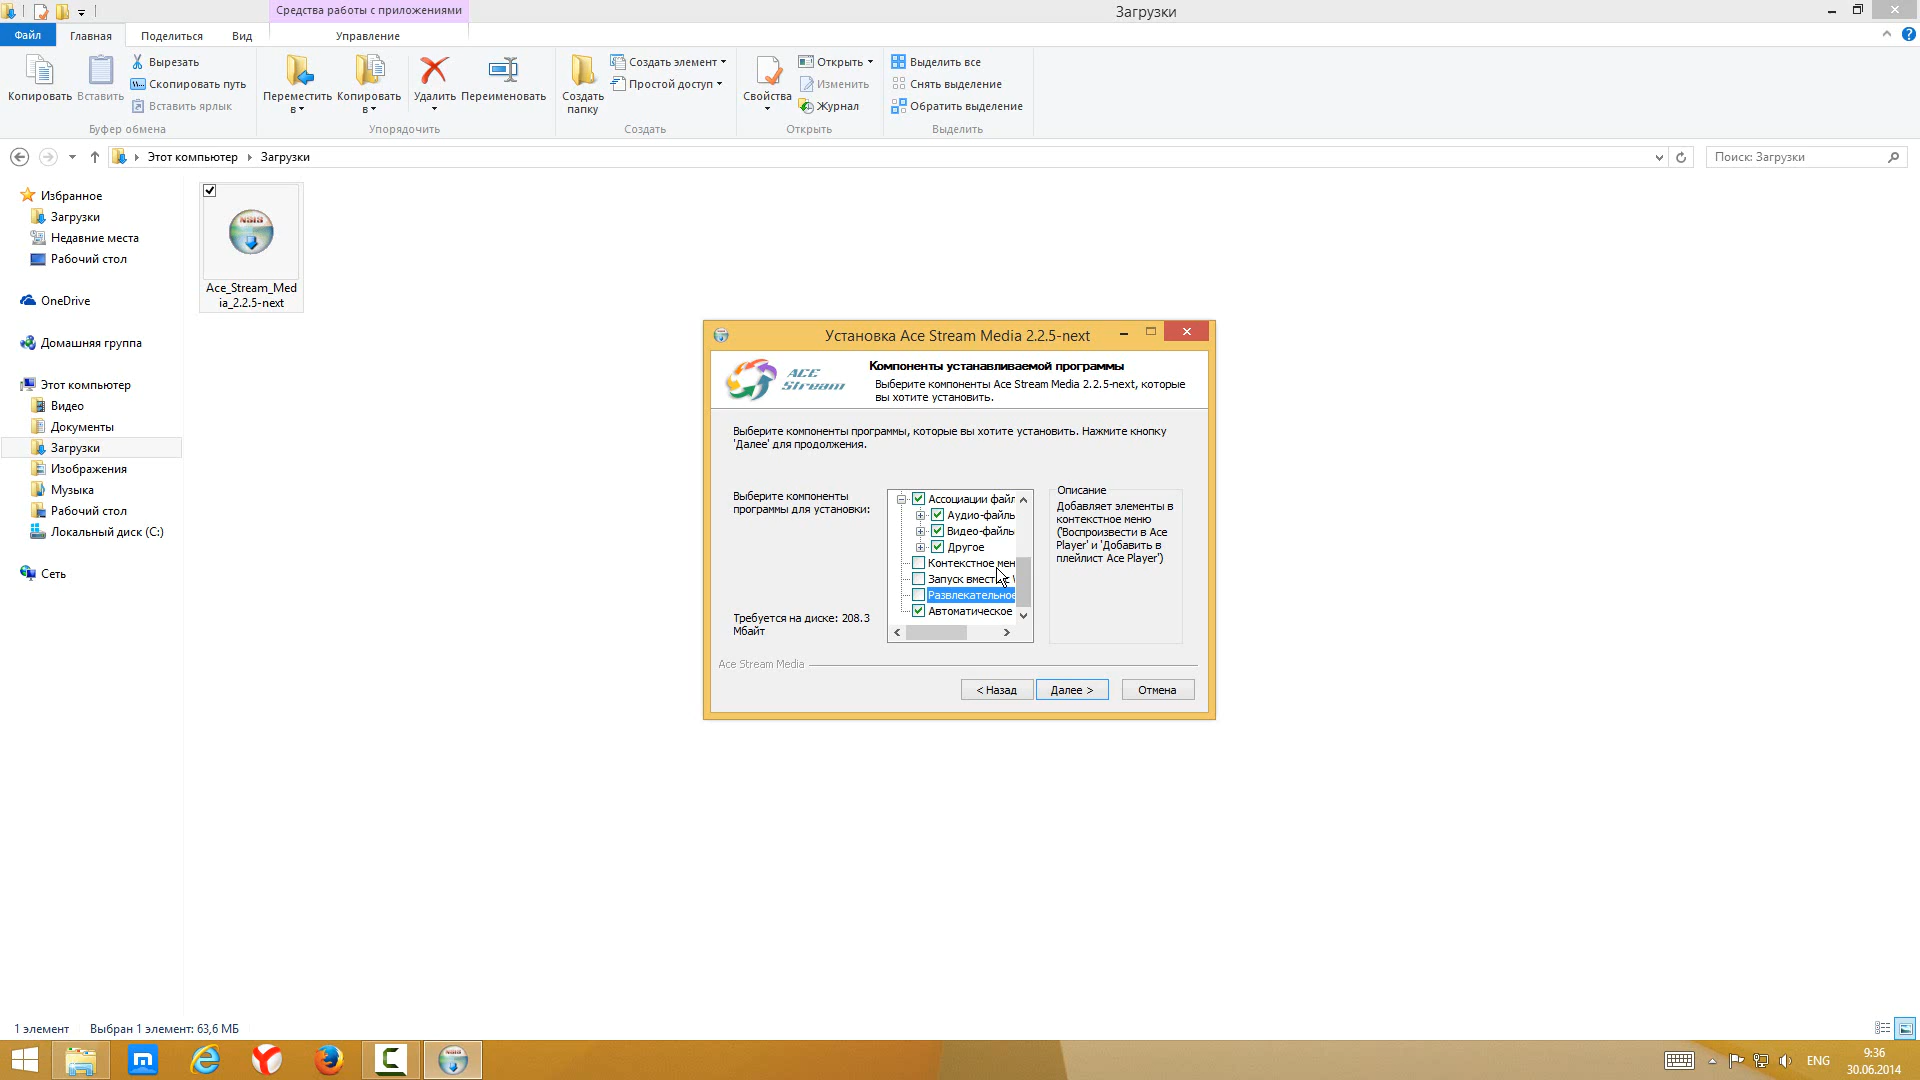 Средства работы с приложениями
Загрузки
Файл
Главная
Поделиться
Вид
Управление
Копировать
Вставить
Вырезать
Скопировать путь
Вставить ярлык
Буфер обмена
Переместить в
Копировать в
Удалить
Переименовать
Упорядочить
Создать папку
Создать элемент
Простой доступ
Создать
Свойства
Открыть
Изменить
Журнал
Открыть
Выделить все
Снять выделение
Обратить выделение
Выделить
Этот компьютер
Загрузки
Поиск: Загрузки
Избранное
Загрузки
Недавние места
Рабочий стол
OneDrive
Домашняя группа
Этот компьютер
Видео
Документы
Загрузки
Изображения
Музыка
Рабочий стол
Локальный диск (C:)
Сеть
NSIS
Ace_Stream_Med
ia_2.2.5-next
Установка Ace Stream Media 2.2.5-next
ACE
Stream
Компоненты устанавливаемой программы
Выберите компоненты Ace Stream Media 2.2.5-next, которые
вы хотите установить.
Выберите компоненты программы, которые вы хотите установить. Нажмите кнопку
'Далее' для продолжения.
Выберите компоненты
программы для установки:
Ассоциации файл
Аудио-файлы
Видео-файлы
Другое
Контекстное мен
Запуск вместе с
Развлекательное
Автоматическое
Описание
Добавляет элементы в
контекстное меню
('Воспроизвести в Ace
Player' и 'Добавить в
плейлист Ace Player')
Требуется на диске: 208.3
Мбайт
Ace Stream Media
< Назад
Далее >
Отмена
1 элемент
Выбран 1 элемент: 63,6 МБ
ENG
9:36
30.06.2014